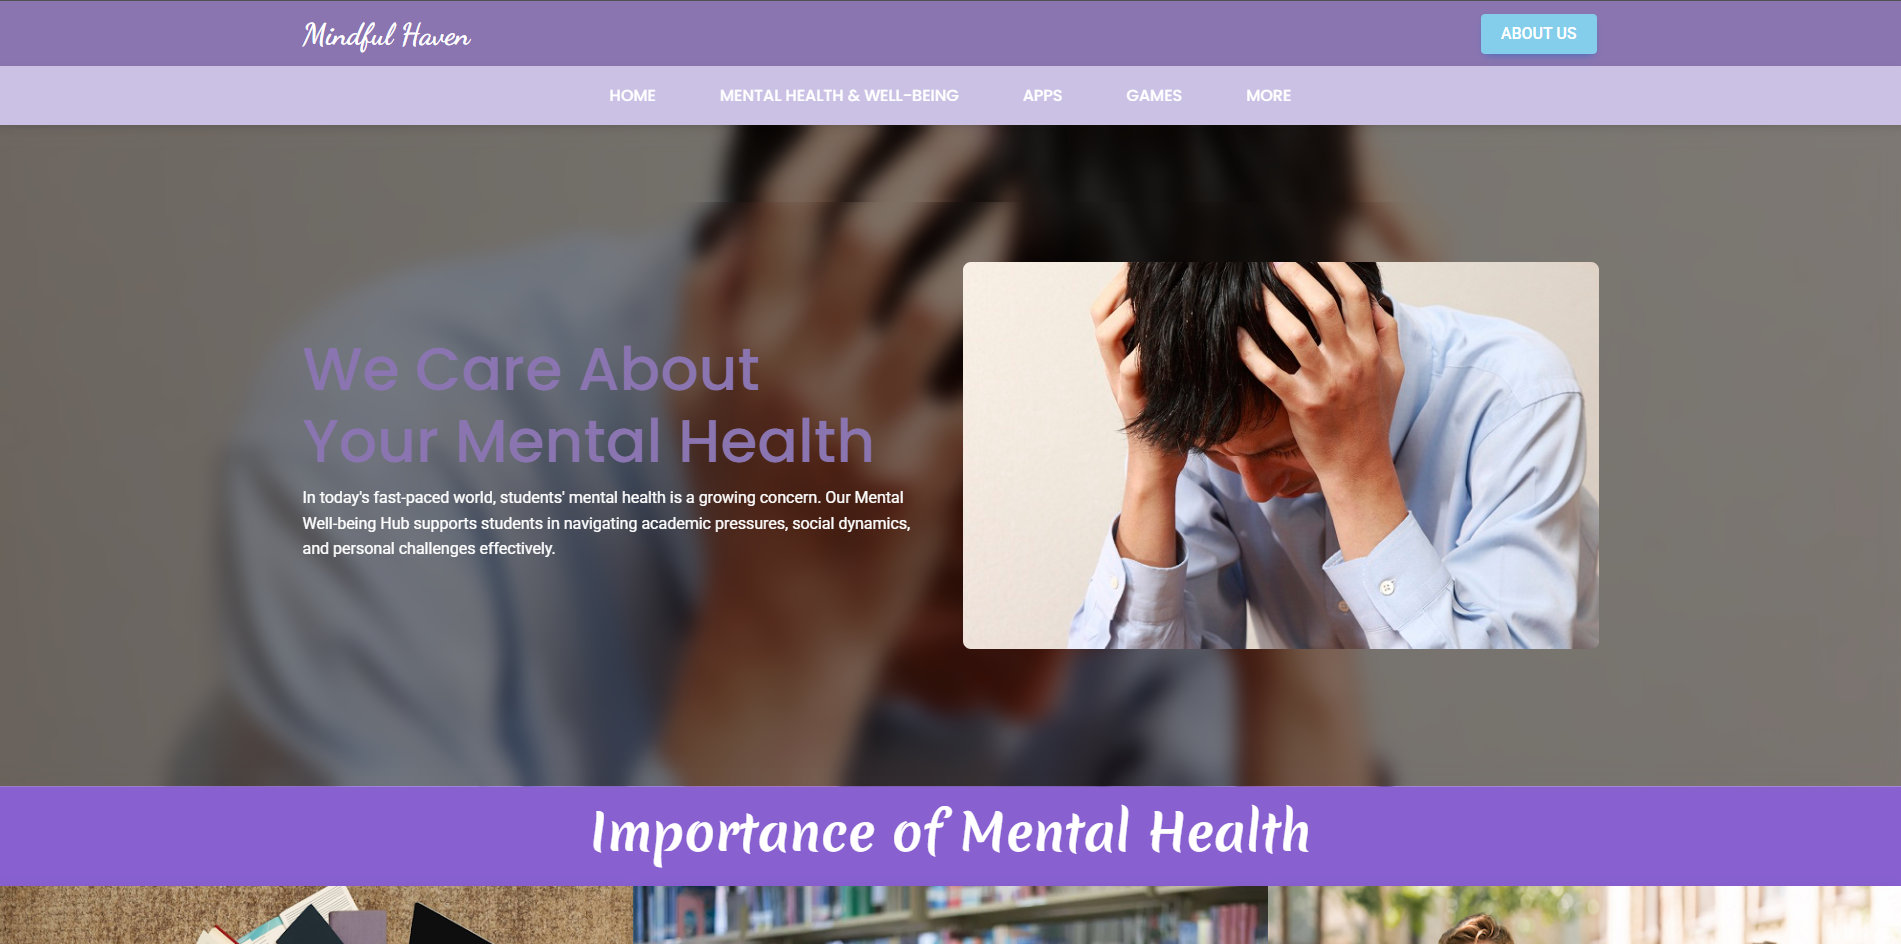 Mindful Haven
ABOUT US
HOME
MENTAL HEALTH & WELL-BEING
APPS
GAMES
MORE
We Care About
Your Mental Health
In today's fast-paced world, students' mental health is a growing concern. Our Mental
Well-being Hub supports students in navigating academic pressures, social dynamics,
and personal challenges effectively.
Importance of Mental Health